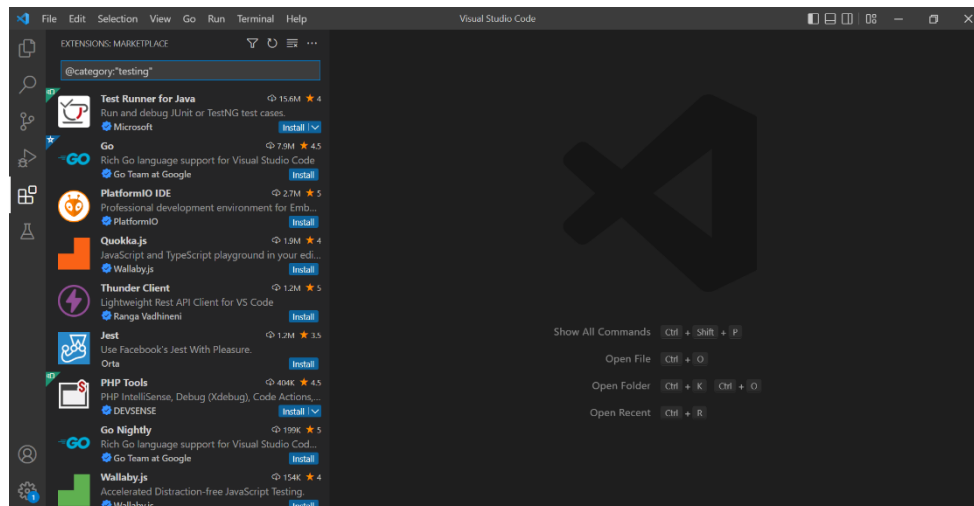 File Edit Selection View Go Run Terminal Help Visual Studio Code
EXTENSIONS: MARKETPLACE
@category:"testing"
Test Runner for Java 15.6M ★ 4
Run and debug JUnit or TestNG test cases.
Microsoft Install
Go 7.9M ★ 4.5
Rich Go language support for Visual Studio Code
GO Go Team at Google Install
PlatformIO IDE 2.7M ★ 5
Professional development environment for Emb...
PlatformIO Install
Quokka.js 1.9M ★ 4
JavaScript and TypeScript playground in your edi...
Wallaby.js Install
Thunder Client 1.2M ★ 5
Lightweight Rest API Client for VS Code
Ranga Vadhineni Install
Jest 1.2M ★ 3.5
Use Facebook's Jest With Pleasure.
Orta Install
PHP Tools 404K ★ 4.5
PHP IntelliSense, Debug (Xdebug), Code Actions,...
DEVSENSE Install
Go Nightly 199K ★ 5
Rich Go language support for Visual Studio Cod...
GO Go Team at Google Install
Wallaby.js 154K ★ 4
Accelerated Distraction-free JavaScript Testing.
Wallaby.js Install
1
Show All Commands Ctrl + Shift + P
Open File Ctrl + O
Open Folder Ctrl + K Ctrl + O
Open Recent Ctrl + R